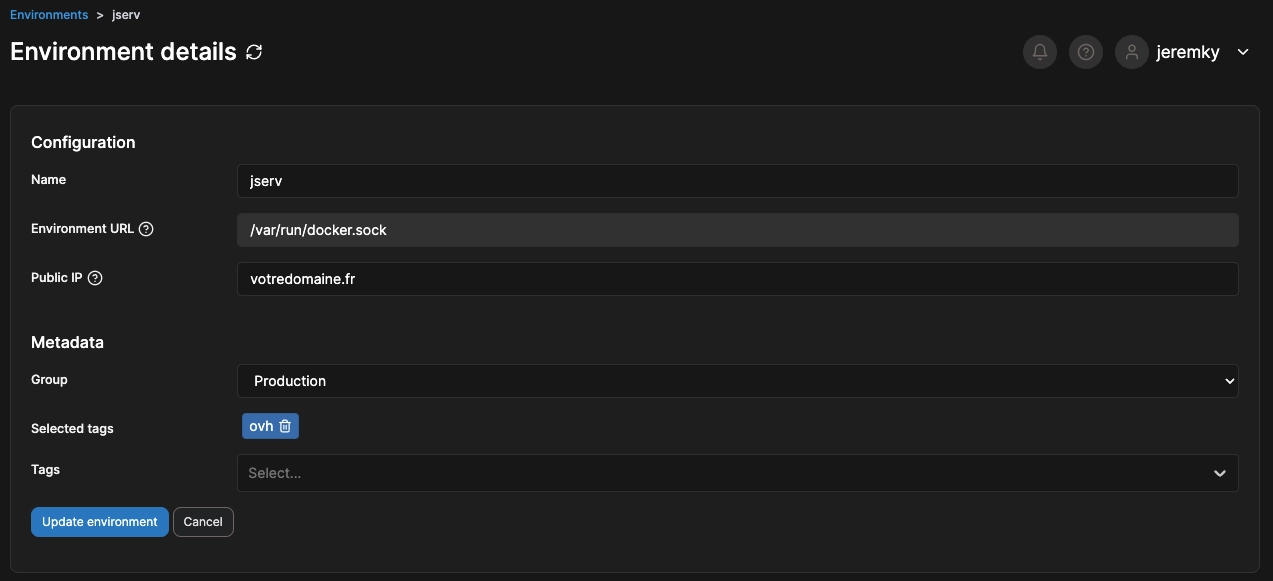 Environments > jserv
Environment details
jeremky
Configuration
Name
jserv
Environment URL
/var/run/docker.sock
Public IP
votredomaine.fr
Metadata
Group
Production
Selected tags
ovh
Tags
Select...
Update environment
Cancel